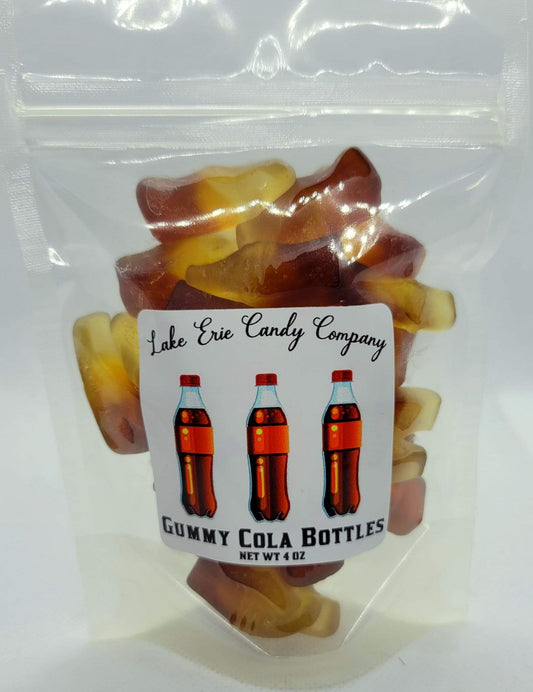 Lake Erie Candy Company
Gummy Cola Bottles
NET WT 4 OZ